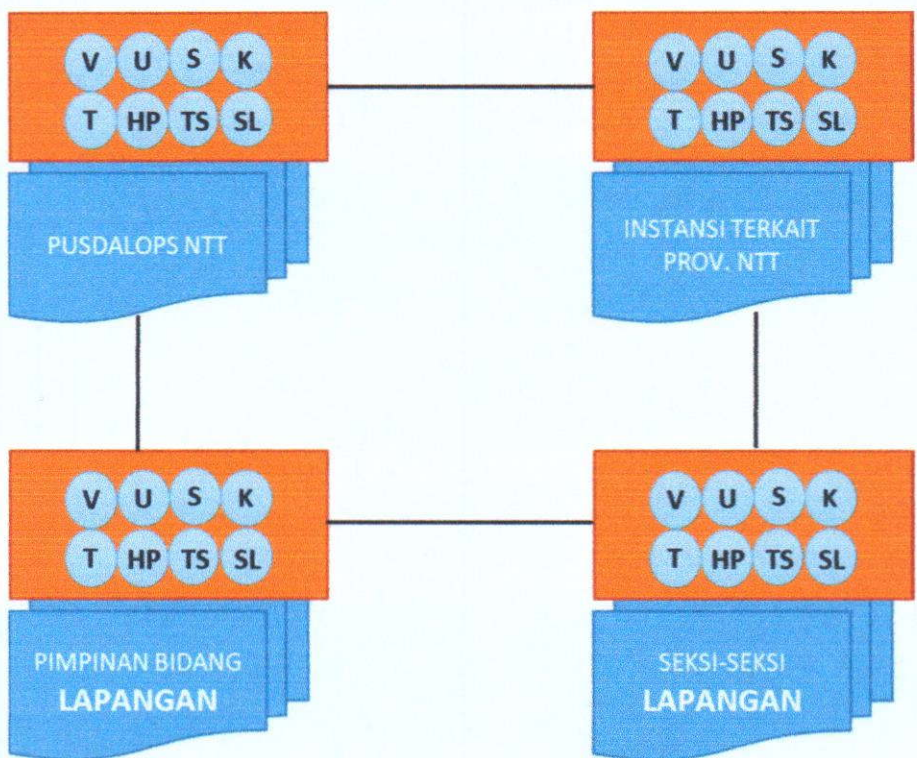 V U S K
T HP TS SL
PUSDALOPS NTT
V U S K
T HP TS SL
INSTANSI TERKAIT
PROV. NTT
V U S K
T HP TS SL
PIMPINAN BIDANG
LAPANGAN
V U S K
T HP TS SL
SEKSI-SEKSI
LAPANGAN